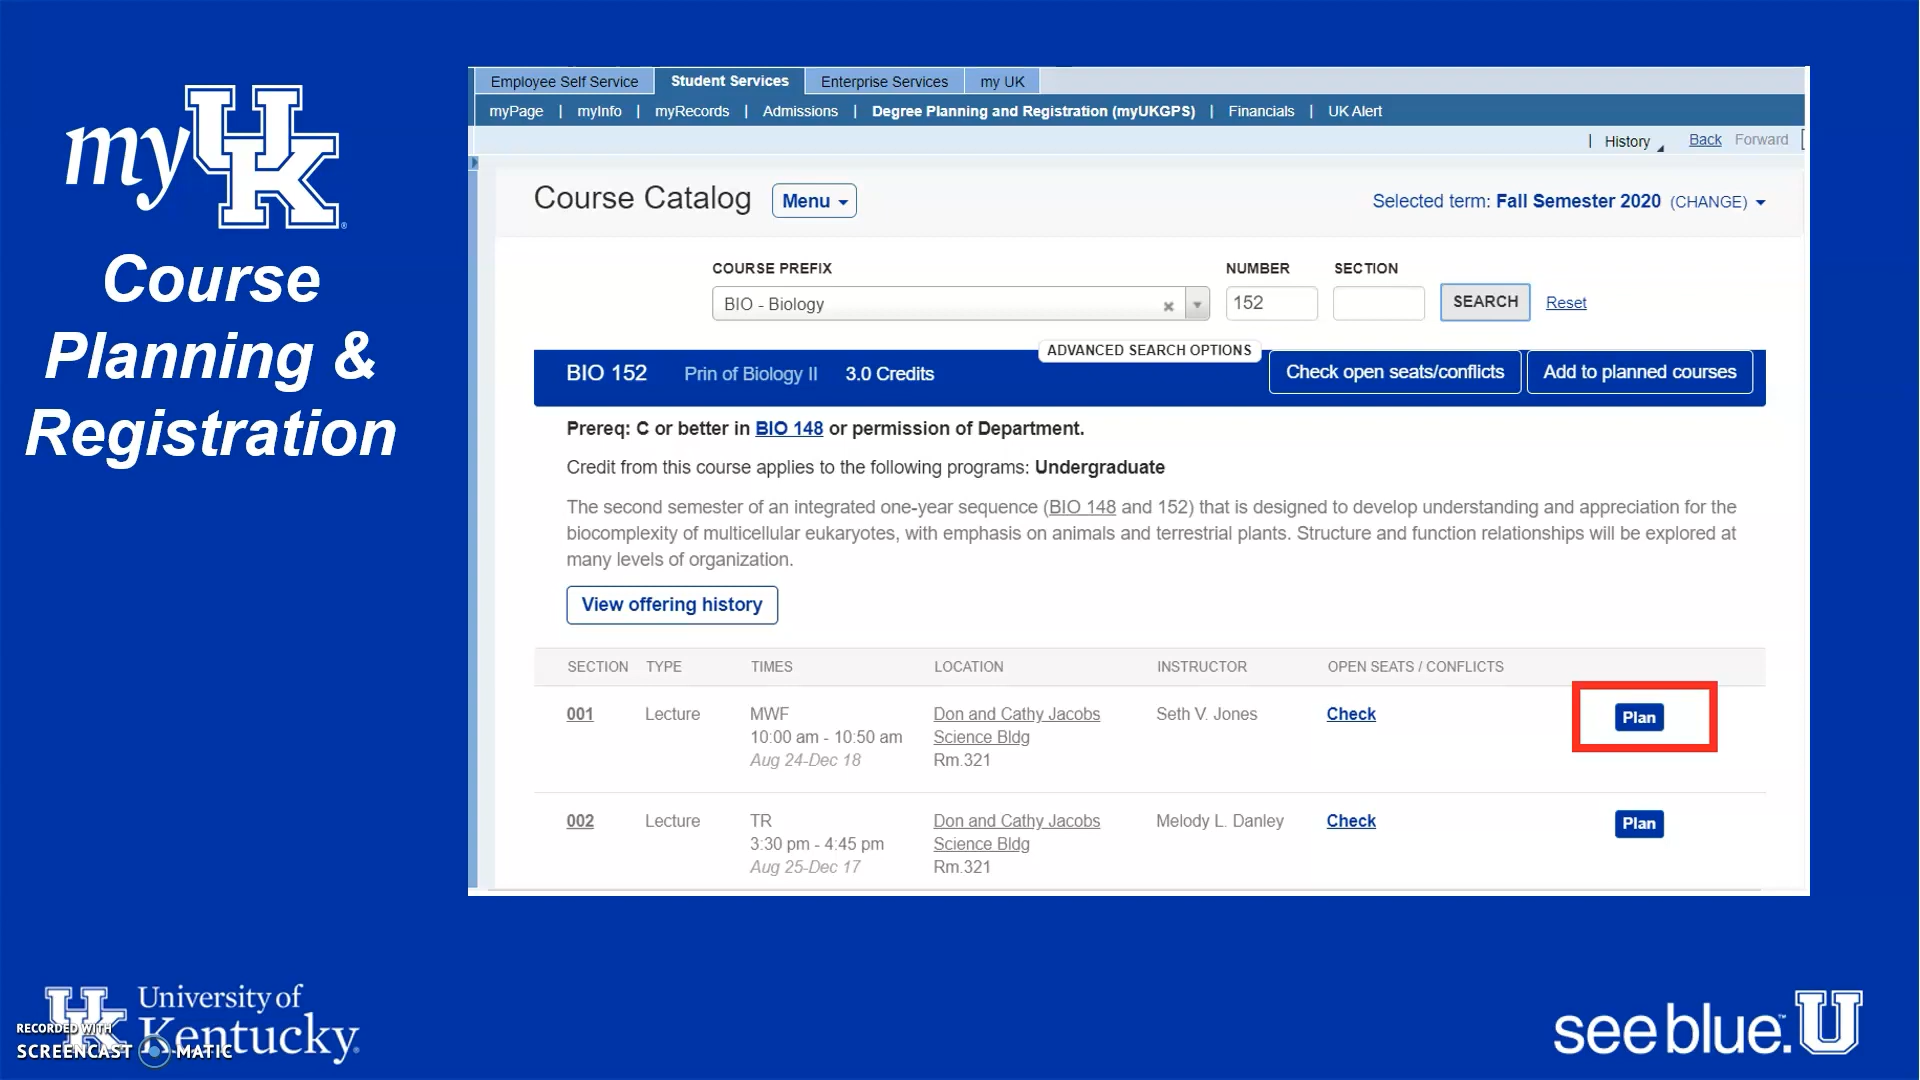 my UK
Course
Planning &
Registration
Employee Self Service Student Services Enterprise Services my UK
myPage | myInfo | myRecords | Admissions | Degree Planning and Registration (myUKGPS) | Financials | UK Alert
| History Back Forward
Course Catalog Menu Selected term: Fall Semester 2020 (CHANGE)
COURSE PREFIX NUMBER SECTION
BIO - Biology 152 SEARCH Reset
ADVANCED SEARCH OPTIONS
BIO 152 Prin of Biology II 3.0 Credits Check open seats/conflicts Add to planned courses
Prereq: C or better in BIO 148 or permission of Department.
Credit from this course applies to the following programs: Undergraduate
The second semester of an integrated one-year sequence (BIO 148 and 152) that is designed to develop understanding and appreciation for the
biocomplexity of multicellular eukaryotes, with emphasis on animals and terrestrial plants. Structure and function relationships will be explored at
many levels of organization.
View offering history
SECTION TYPE TIMES LOCATION INSTRUCTOR OPEN SEATS / CONFLICTS
001 Lecture MWF Don and Cathy Jacobs Seth V. Jones Check Plan
10:00 am - 10:50 am Science Bldg
Aug 24-Dec 18 Rm.321
002 Lecture TR Don and Cathy Jacobs Melody L. Danley Check Plan
3:30 pm - 4:45 pm Science Bldg
Aug 25-Dec 17 Rm.321
UK University of
Kentucky
RECORDED WITH
SCREENCAST MATIC
see blue.™ U